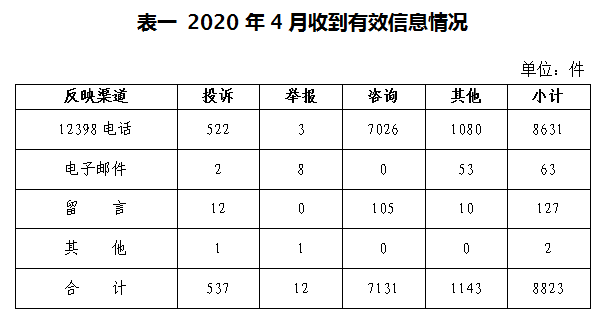 表一 2020 年 4 月收到有效信息情况
单位：件
反映渠道 投诉 举报 咨询 其他 小计
12398 电话 522 3 7026 1080 8631
电子邮件 2 8 0 53 63
留 言 12 0 105 10 127
其 他 1 1 0 0 2
合 计 537 12 7131 1143 8823